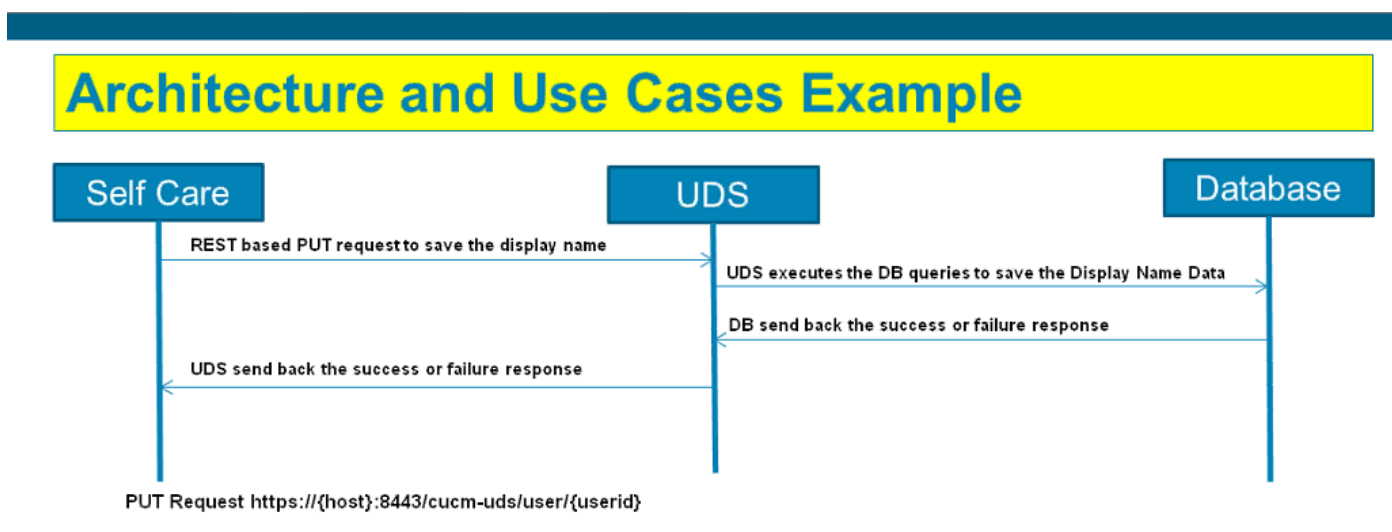 Architecture and Use Cases Example
Self Care
UDS
Database
REST based PUT request to save the display name
UDS executes the DB queries to save the Display Name Data
DB send back the success or failure response
UDS send back the success or failure response
PUT Request https://{host}:8443/cucm-uds/user/{userid}